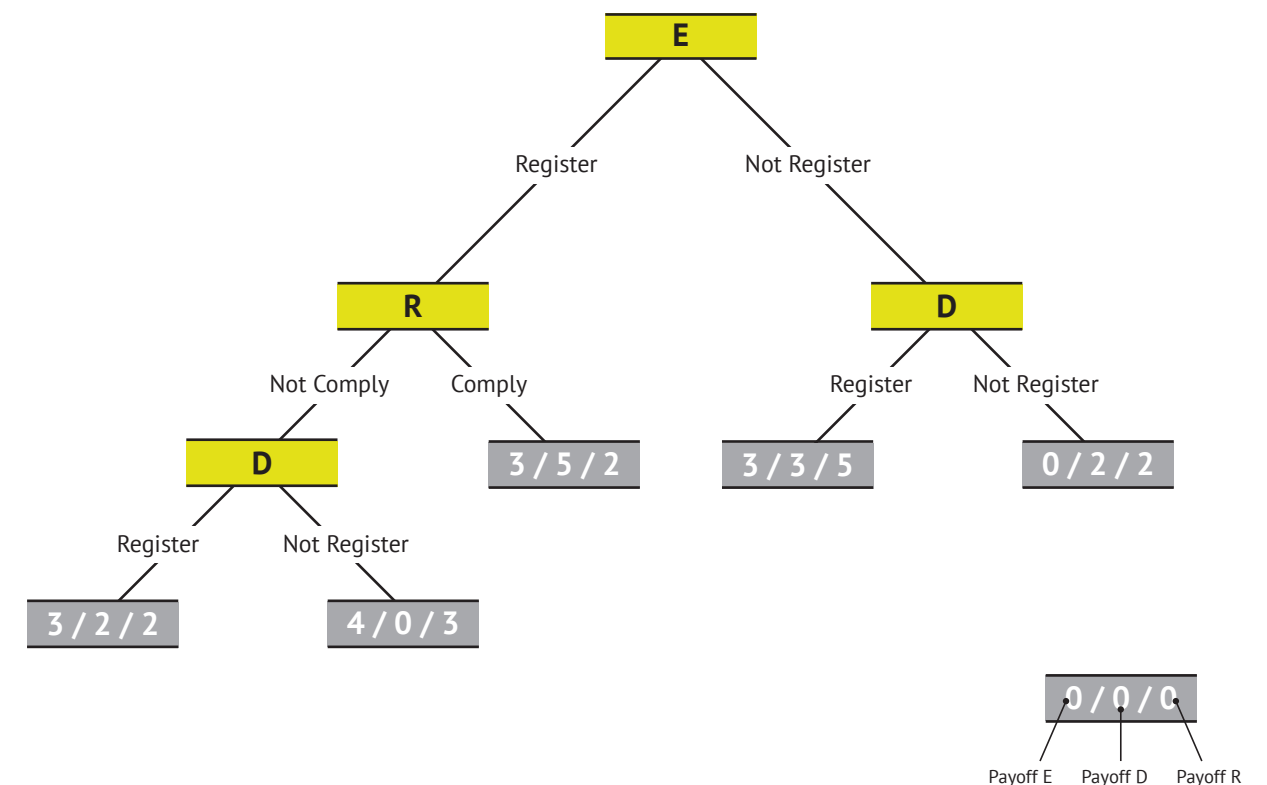 E
Register Not Register
R D
Not Comply Comply Register Not Register
D 3 / 5 / 2 3 / 3 / 5 0 / 2 / 2
Register Not Register
3 / 2 / 2 4 / 0 / 3
0 / 0 / 0
Payoff E Payoff D Payoff R